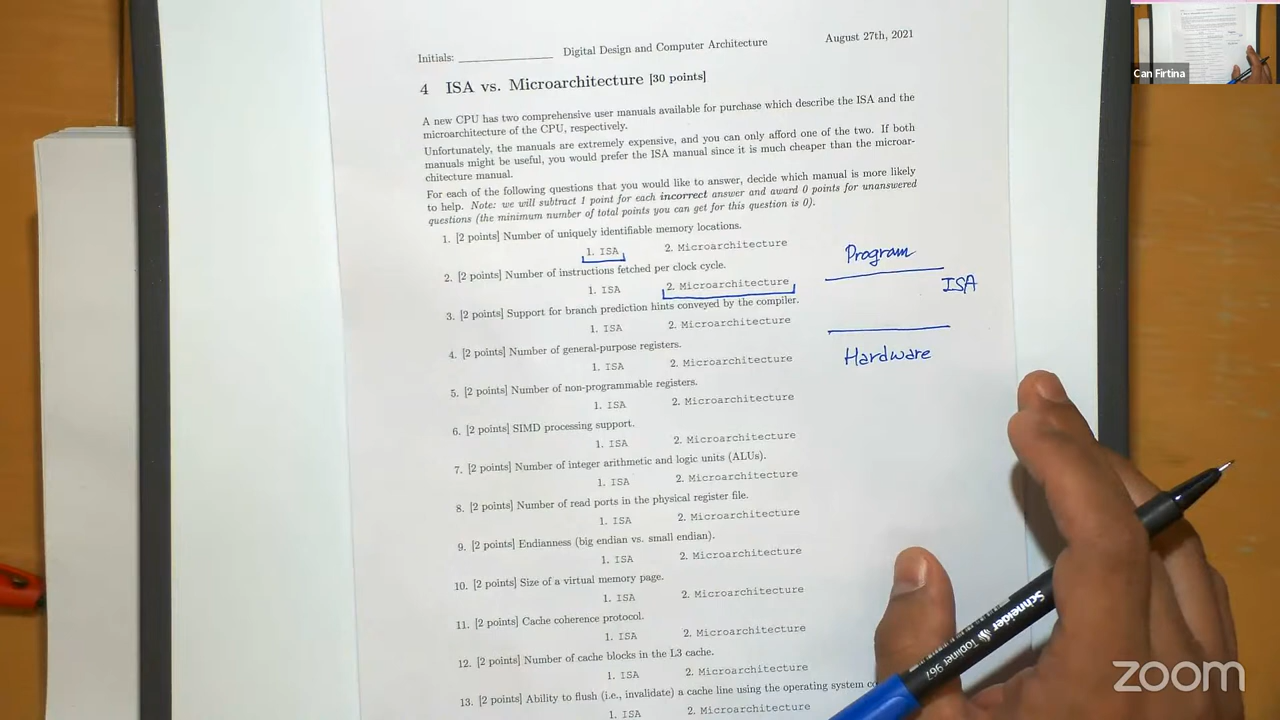 Initials: Digital Design and Computer Architecture August 27th, 2021
4 ISA vs. Microarchitecture [30 points]
A new CPU has two comprehensive user manuals available for purchase which describe the ISA and the
microarchitecture of the CPU, respectively.
Unfortunately, the manuals are extremely expensive, and you can only afford one of the two. If both
manuals might be useful, you would prefer the ISA manual since it is much cheaper than the microar-
chitecture manual.
For each of the following questions that you would like to answer, decide which manual is more likely
to help. Note: we will subtract 1 point for each incorrect answer and award 0 points for unanswered
questions (the minimum number of total points you can get for this question is 0).
1. [2 points] Number of uniquely identifiable memory locations.
1. ISA 2. Microarchitecture
2. [2 points] Number of instructions fetched per clock cycle.
1. ISA 2. Microarchitecture
3. [2 points] Support for branch prediction hints conveyed by the compiler.
1. ISA 2. Microarchitecture
4. [2 points] Number of general-purpose registers.
1. ISA 2. Microarchitecture
5. [2 points] Number of non-programmable registers.
1. ISA 2. Microarchitecture
6. [2 points] SIMD processing support.
1. ISA 2. Microarchitecture
7. [2 points] Number of integer arithmetic and logic units (ALUs).
1. ISA 2. Microarchitecture
8. [2 points] Number of read ports in the physical register file.
1. ISA 2. Microarchitecture
9. [2 points] Endianness (big endian vs. small endian).
1. ISA 2. Microarchitecture
10. [2 points] Size of a virtual memory page.
1. ISA 2. Microarchitecture
11. [2 points] Cache coherence protocol.
1. ISA 2. Microarchitecture
12. [2 points] Number of cache blocks in the L3 cache.
1. ISA 2. Microarchitecture
13. [2 points] Ability to flush (i.e., invalidate) a cache line using the operating system
1. ISA 2. Microarchitecture
Program
ISA
Hardware
Schneider Topliner 967
Can Firtina
zoom